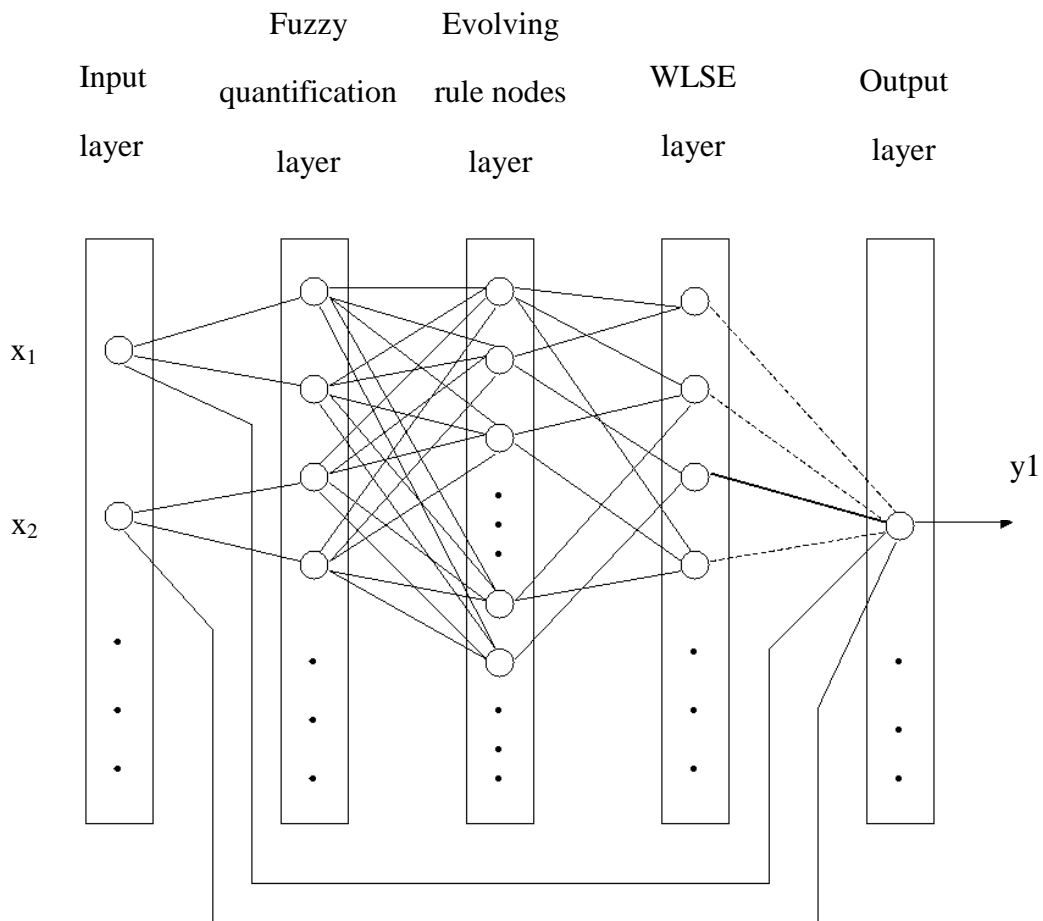 Input
layer
Fuzzy
quantification
layer
Evolving
rule nodes
layer
WLSE
layer
Output
layer
x₁
x₂
y1